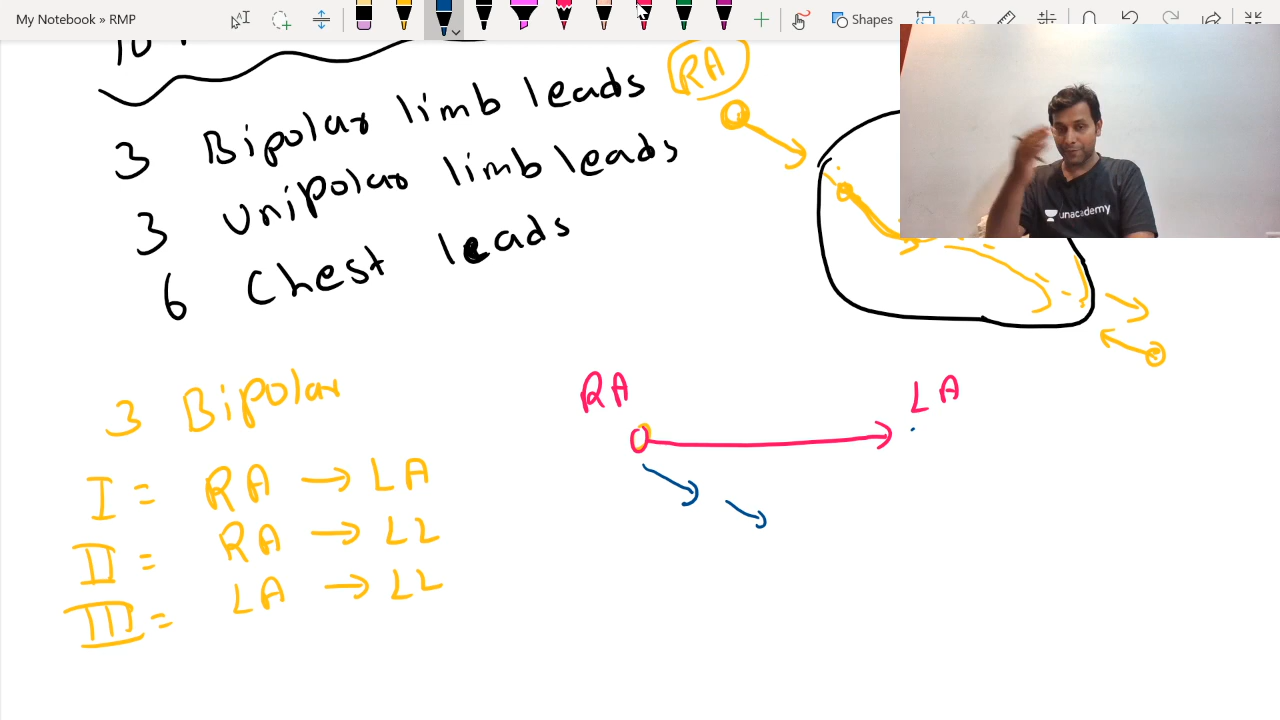 My Notebook » RMP
Shapes
10
3 Bipolar limb leads
3 Unipolar limb leads
6 Chest leads
RA
unacademy
3 Bipolar
I = RA → LA
II = RA → LL
III = LA → LL
RA
LA